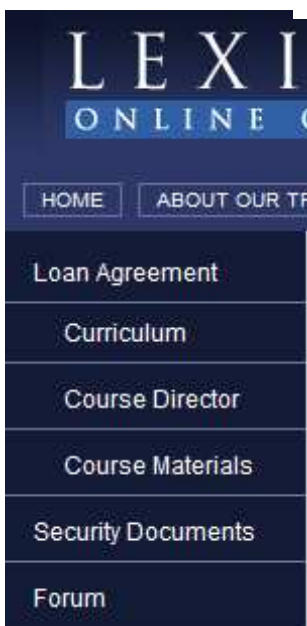 LEXI
ONLINE
HOME ABOUT OUR
Loan Agreement
Curriculum
Course Director
Course Materials
Security Documents
Forum